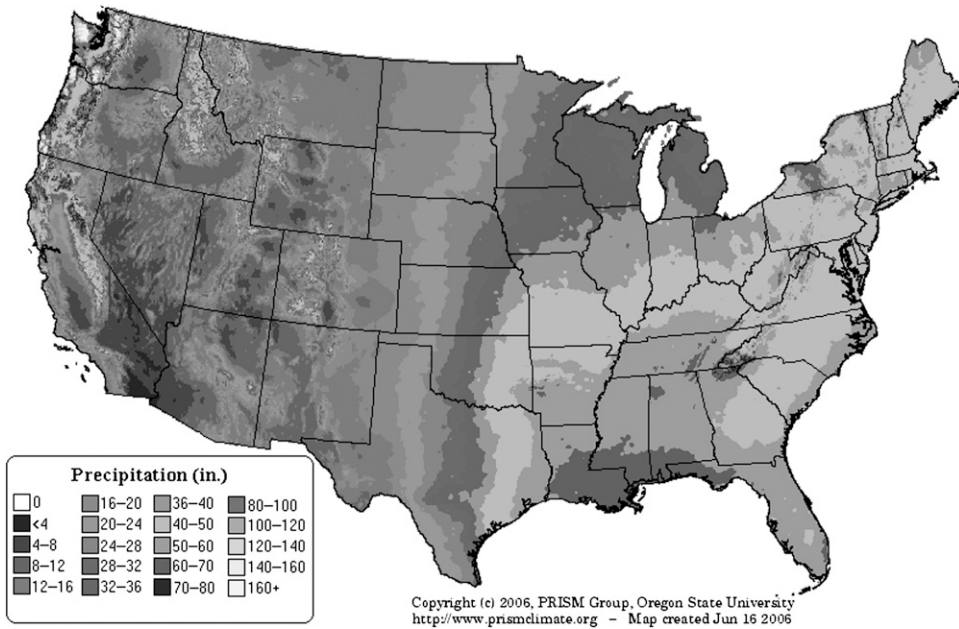 Precipitation (in.)
0 16–20 36–40 80–100
<4 20–24 40–50 100–120
4–8 24–28 50–60 120–140
8–12 28–32 60–70 140–160
12–16 32–36 70–80 160+
Copyright (c) 2006, PRISM Group, Oregon State University
http://www.prismclimate.org – Map created Jun 16 2006